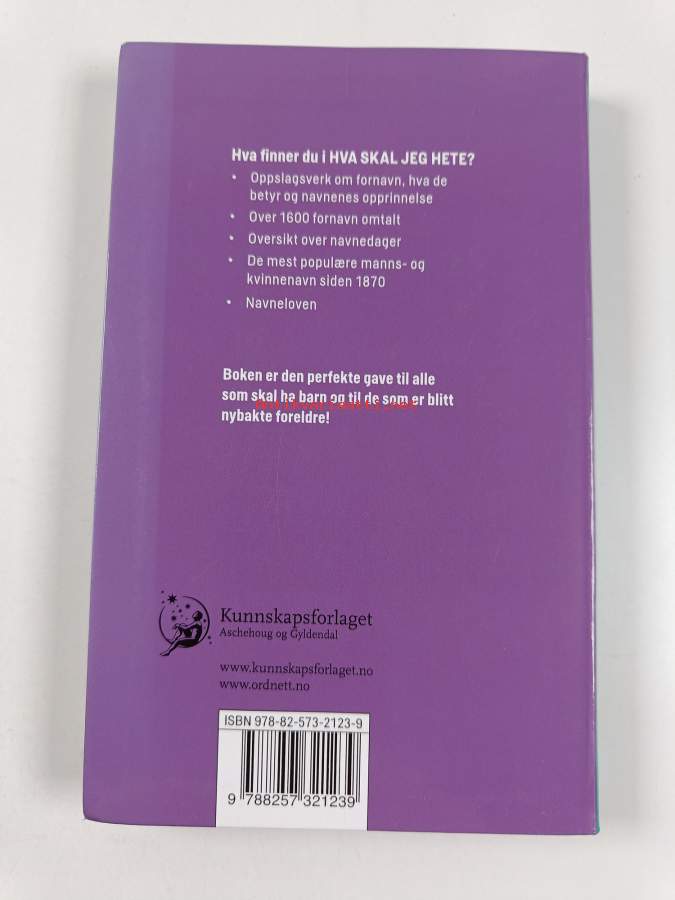 Hva finner du i HVA SKAL JEG HETE?
• Oppslagsverk om fornavn, hva de
betyr og navnenes opprinnelse
• Over 1600 fornavn omtalt
• Oversikt over navnedager
• De mest populære manns- og
kvinnenavn siden 1870
• Navneloven
Boken er den perfekte gave til alle
som skal ha barn og til de som er blitt
nybakte foreldre!
Kunnskapsforlaget
Aschehoug og Gyldendal
www.kunnskapsforlaget.no
www.ordnett.no
ISBN 978-82-573-2123-9
9 788257 321239